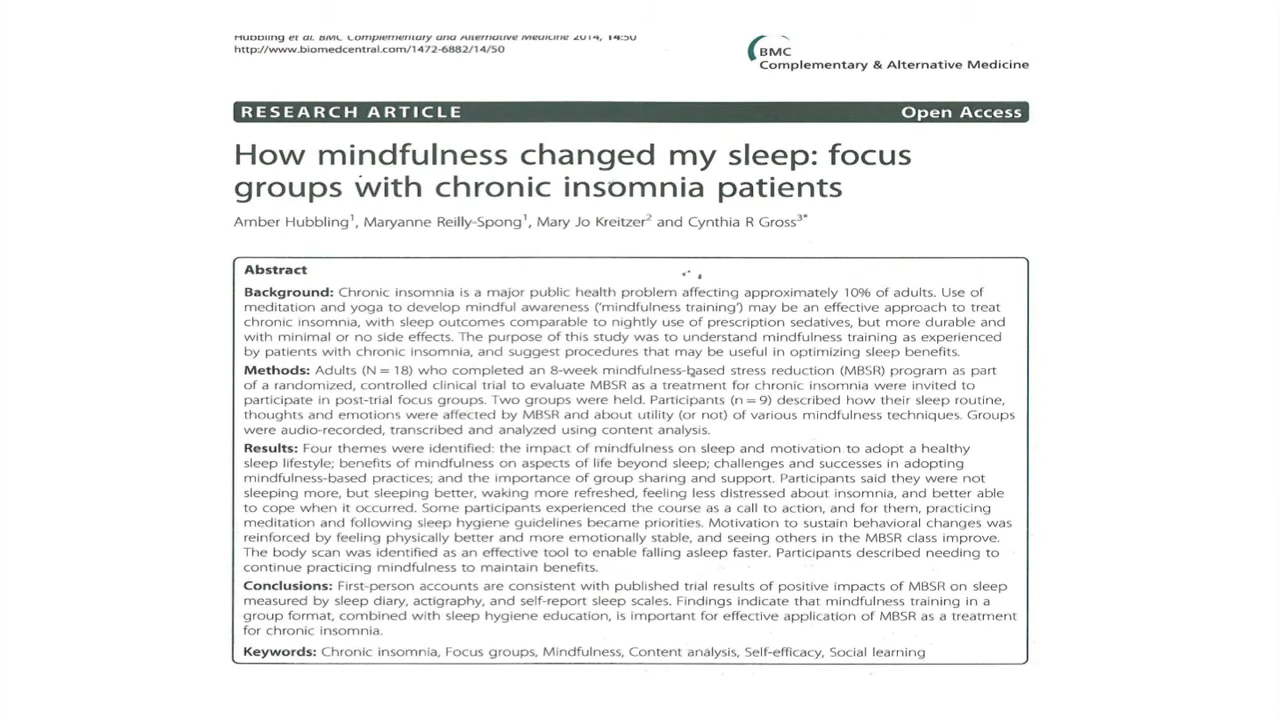 Hubbling et al. BMC Complementary and Alternative Medicine 2014, 14:50
http://www.biomedcentral.com/1472-6882/14/50
BMC
Complementary & Alternative Medicine
RESEARCH ARTICLE Open Access
How mindfulness changed my sleep: focus
groups with chronic insomnia patients
Amber Hubbling1, Maryanne Reilly-Spong1, Mary Jo Kreitzer2 and Cynthia R Gross3*
Abstract
Background: Chronic insomnia is a major public health problem affecting approximately 10% of adults. Use of
meditation and yoga to develop mindful awareness ('mindfulness training') may be an effective approach to treat
chronic insomnia, with sleep outcomes comparable to nightly use of prescription sedatives, but more durable and
with minimal or no side effects. The purpose of this study was to understand mindfulness training as experienced
by patients with chronic insomnia, and suggest procedures that may be useful in optimizing sleep benefits.
Methods: Adults (N = 18) who completed an 8-week mindfulness-based stress reduction (MBSR) program as part
of a randomized, controlled clinical trial to evaluate MBSR as a treatment for chronic insomnia were invited to
participate in post-trial focus groups. Two groups were held. Participants (n = 9) described how their sleep routine,
thoughts and emotions were affected by MBSR and about utility (or not) of various mindfulness techniques. Groups
were audio-recorded, transcribed and analyzed using content analysis.
Results: Four themes were identified: the impact of mindfulness on sleep and motivation to adopt a healthy
sleep lifestyle; benefits of mindfulness on aspects of life beyond sleep; challenges and successes in adopting
mindfulness-based practices; and the importance of group sharing and support. Participants said they were not
sleeping more, but sleeping better, waking more refreshed, feeling less distressed about insomnia, and better able
to cope when it occurred. Some participants experienced the course as a call to action, and for them, practicing
meditation and following sleep hygiene guidelines became priorities. Motivation to sustain behavioral changes was
reinforced by feeling physically better and more emotionally stable, and seeing others in the MBSR class improve.
The body scan was identified as an effective tool to enable falling asleep faster. Participants described needing to
continue practicing mindfulness to maintain benefits.
Conclusions: First-person accounts are consistent with published trial results of positive impacts of MBSR on sleep
measured by sleep diary, actigraphy, and self-report sleep scales. Findings indicate that mindfulness training in a
group format, combined with sleep hygiene education, is important for effective application of MBSR as a treatment
for chronic insomnia.
Keywords: Chronic insomnia, Focus groups, Mindfulness, Content analysis, Self-efficacy, Social learning